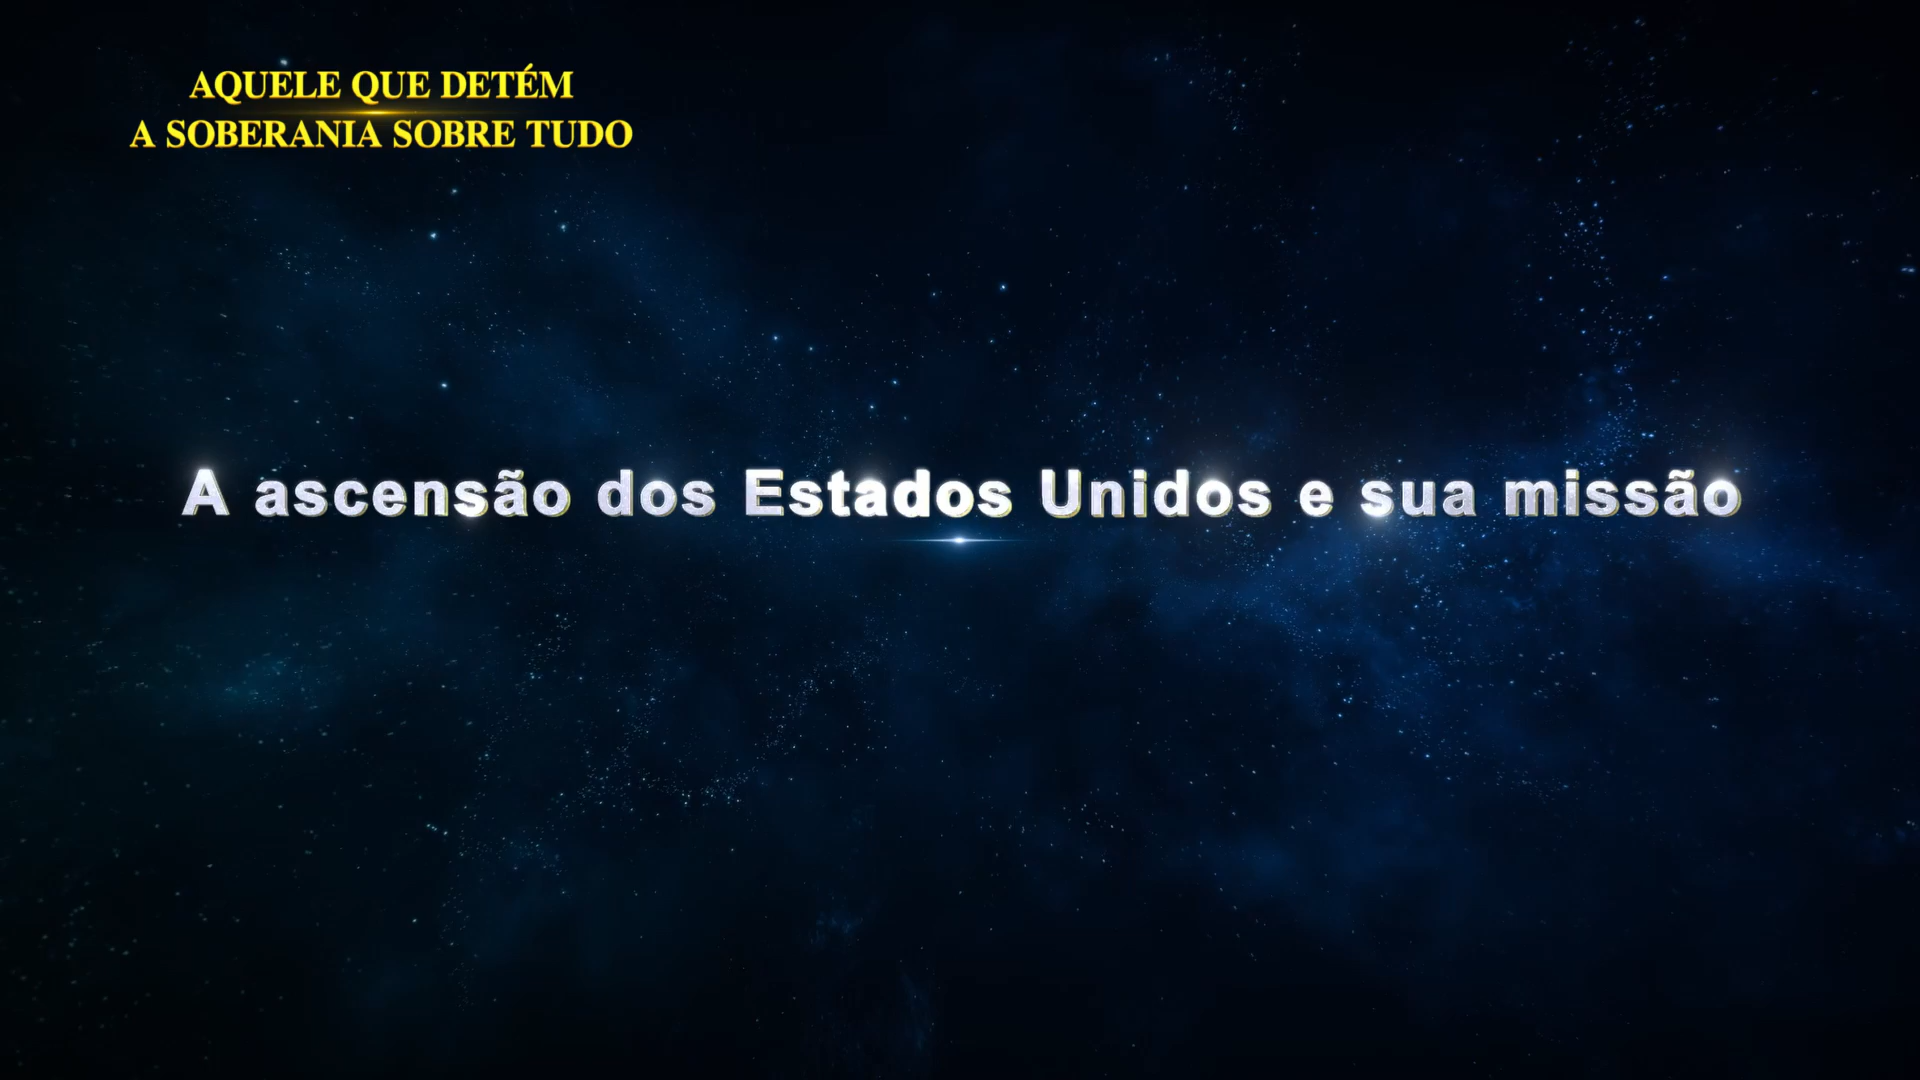 AQUELE QUE DETÉM
A SOBERANIA SOBRE TUDO
A ascensão dos Estados Unidos e sua missão